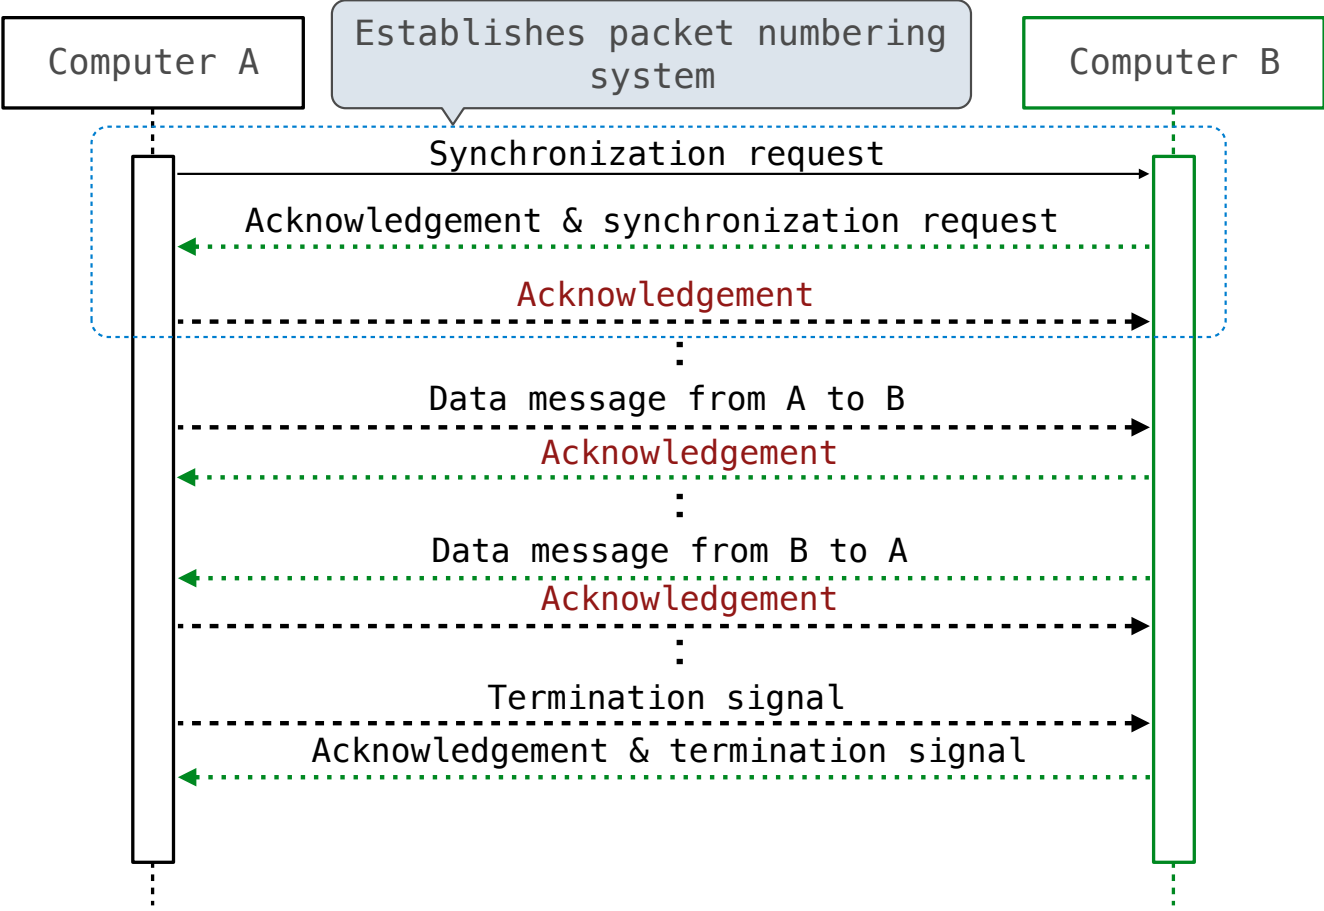 Computer A
Establishes packet numbering
system
Computer B
Synchronization request
Acknowledgement & synchronization request
Acknowledgement
Data message from A to B
Acknowledgement
Data message from B to A
Acknowledgement
Termination signal
Acknowledgement & termination signal